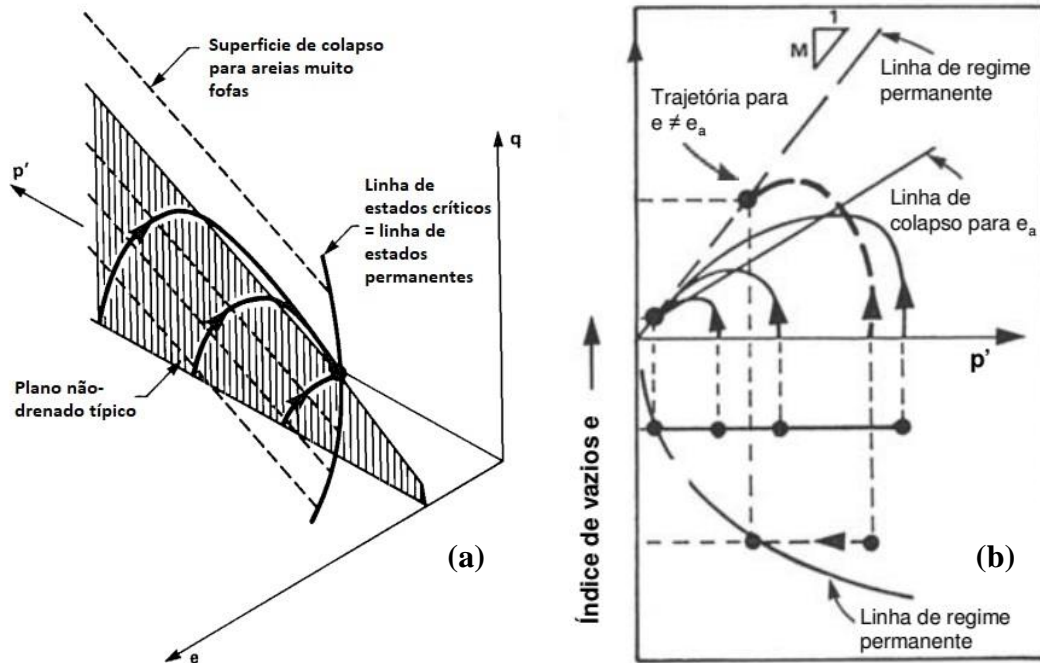 Superfície de colapso
para areias muito
fofas
p'
q
Linha de
estados críticos
= linha de
estados
permanentes
Plano não-
drenado típico
e
(a)
1
M
Linha de regime
permanente
Trajetória para
e ≠ eₐ
Linha de
colapso para eₐ
p'
Índice de vazios e
(b)
Linha de regime
permanente